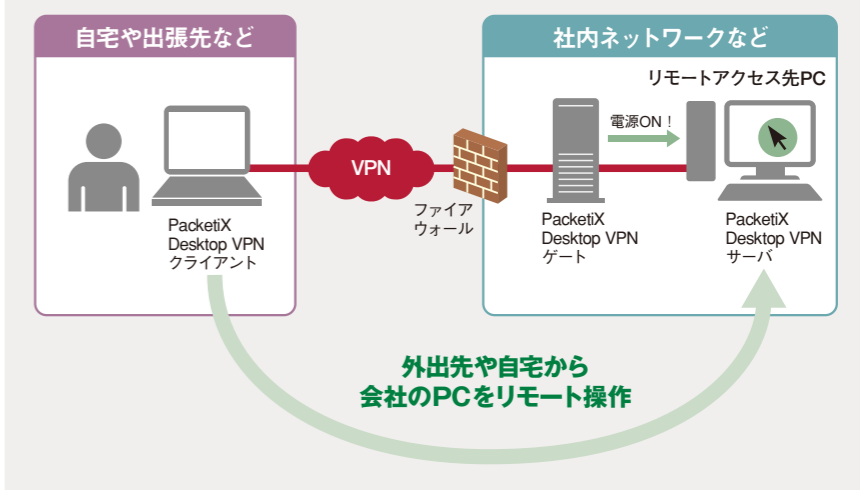 自宅や出張先など
社内ネットワークなど
リモートアクセス先PC
電源ON！
VPN
ファイア
ウォール
PacketiX
Desktop VPN
クライアント
PacketiX
Desktop VPN
ゲート
PacketiX
Desktop VPN
サーバ
外出先や自宅から
会社のPCをリモート操作